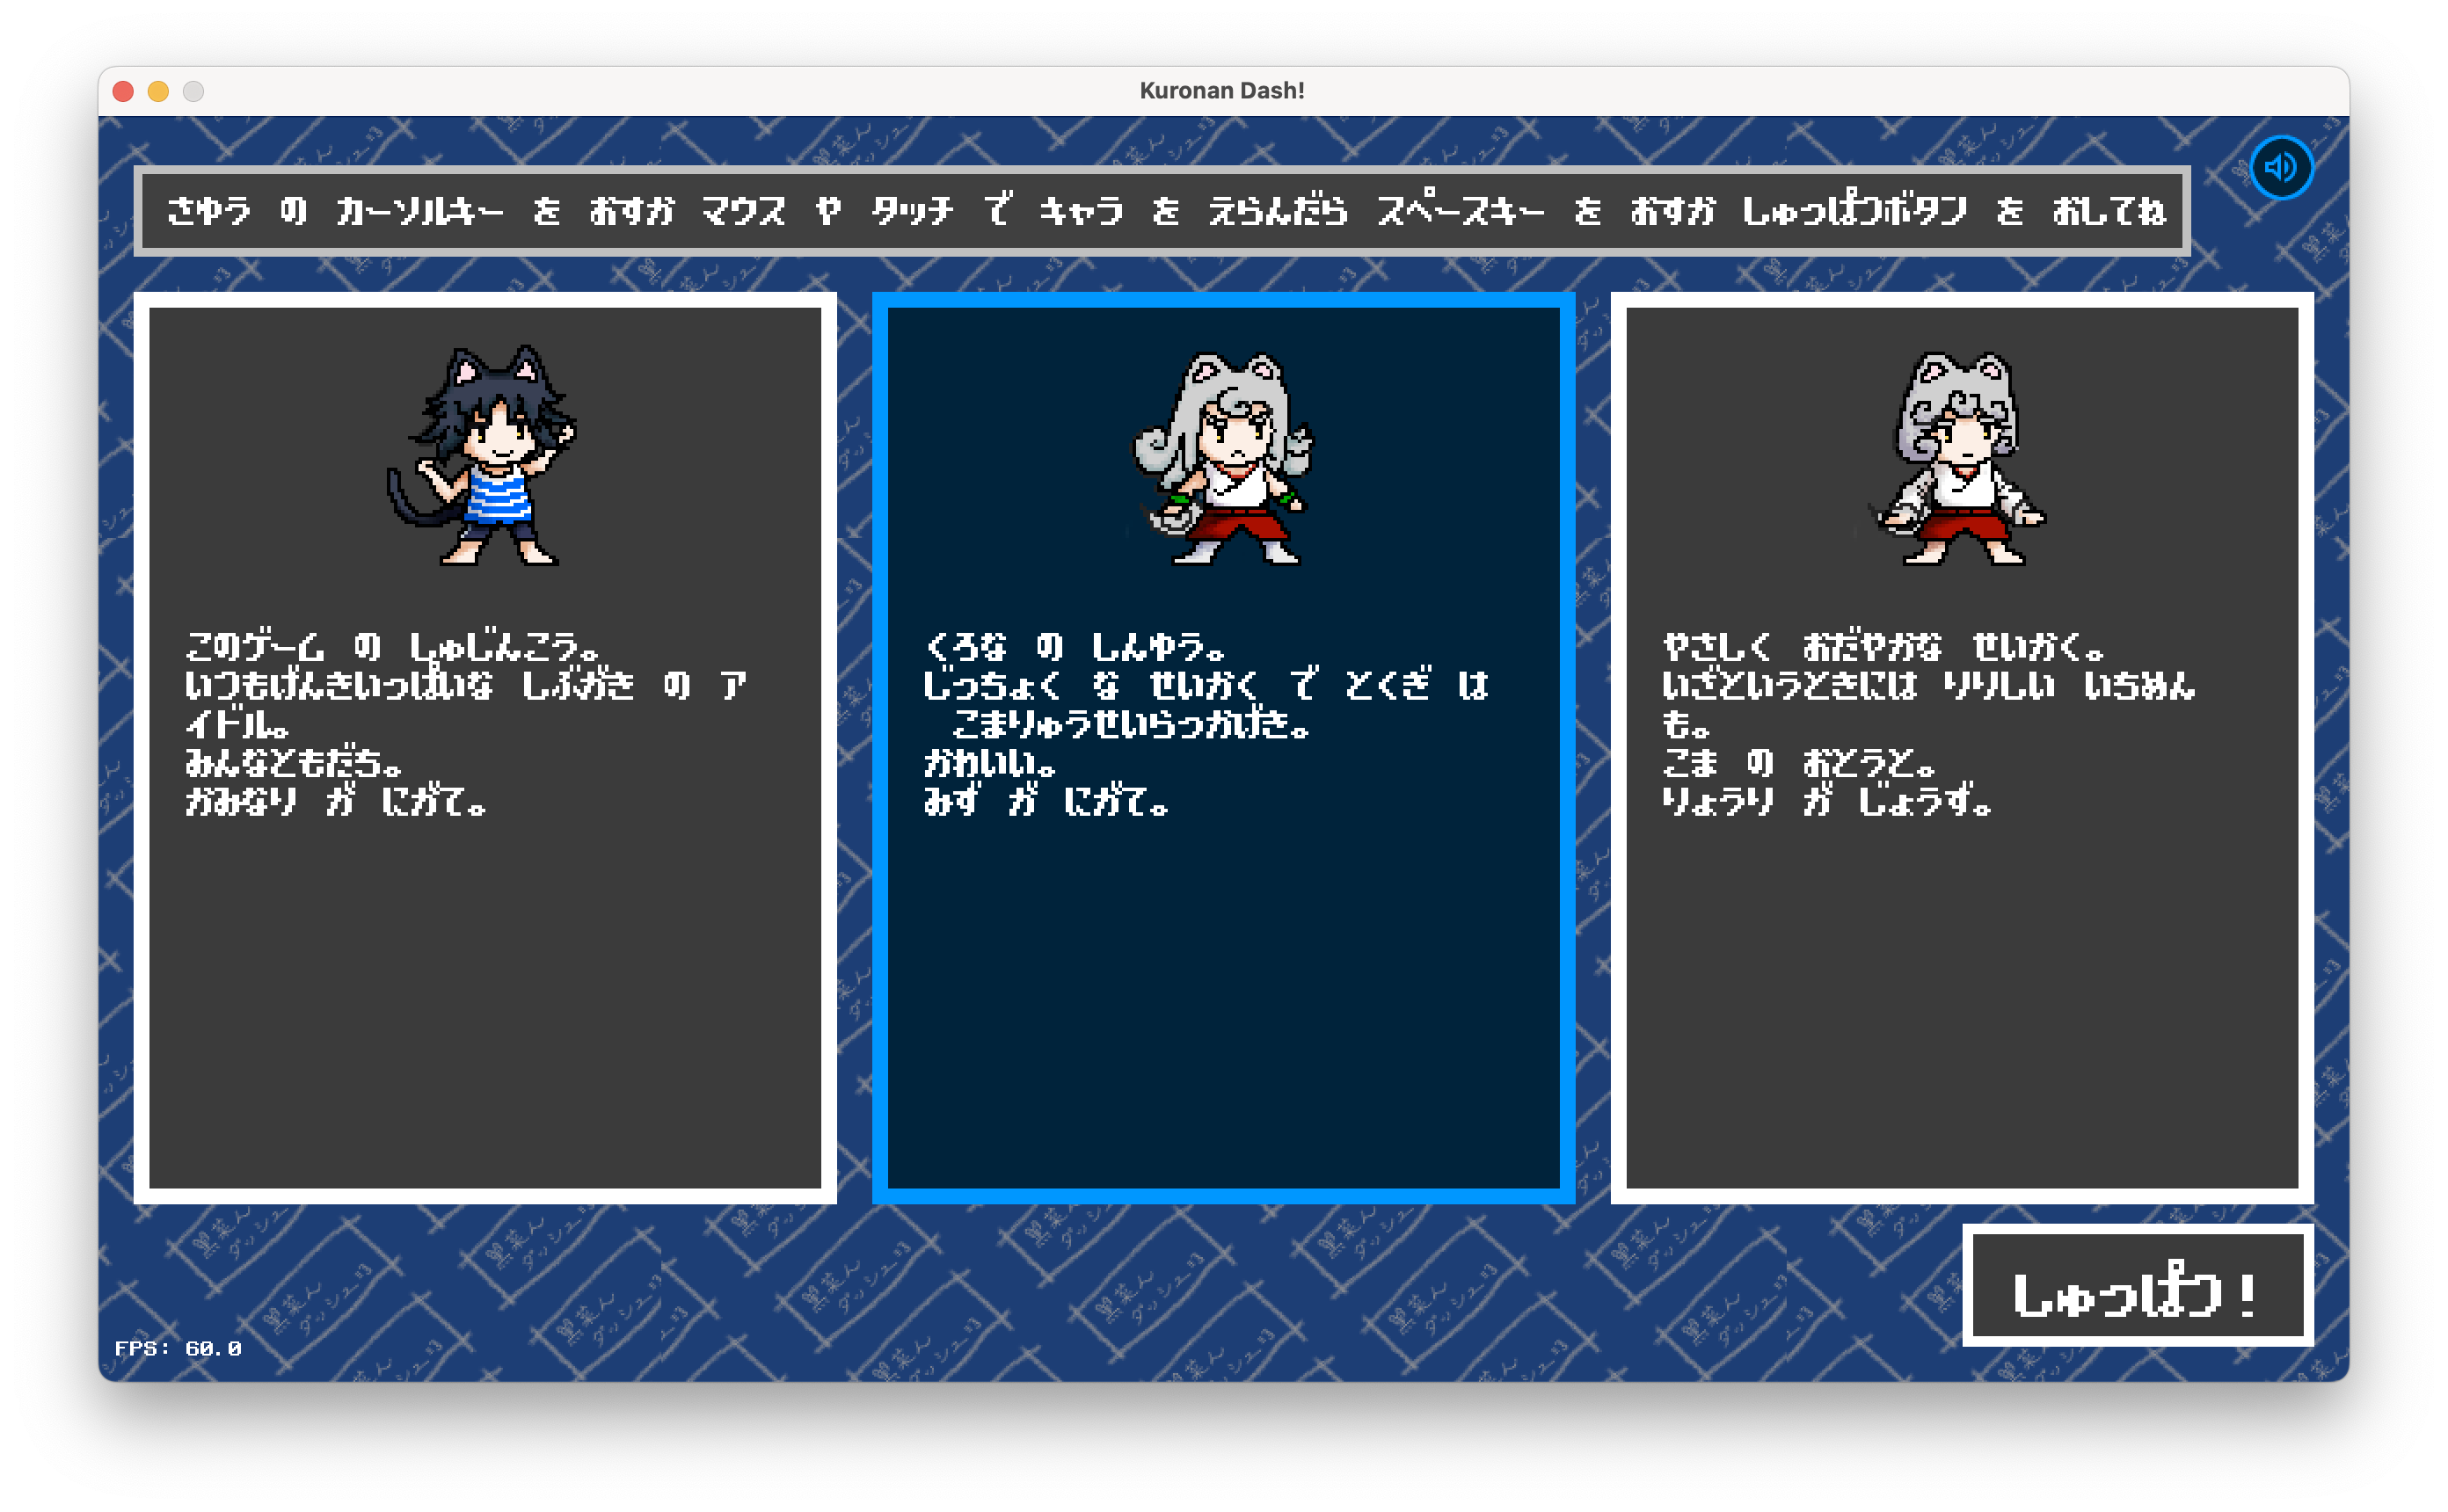 Kuronan Dash!
さゆう の カーソルキー を おすか マウス や タッチ で キャラ を えらんだら スペースキー を おすか しゅっぱつボタン を おしてね
このゲーム の しゅじんこう。
いつもげんきいっぱいな しぶがき の ア
イドル。
みんなともだち。
かみなり が にがて。
くろな の しんゆう。
じっちょく な せいかく で とくぎ は
こまりゅうせいらっかげき。
かわいい。
みず が にがて。
やさしく おだやかな せいかく。
いざというときには りりしい いちめん
も。
こま の おとうと。
りょうり が じょうず。
しゅっぱつ!
FPS: 60.0
黒菜ん
ダッシュ!3